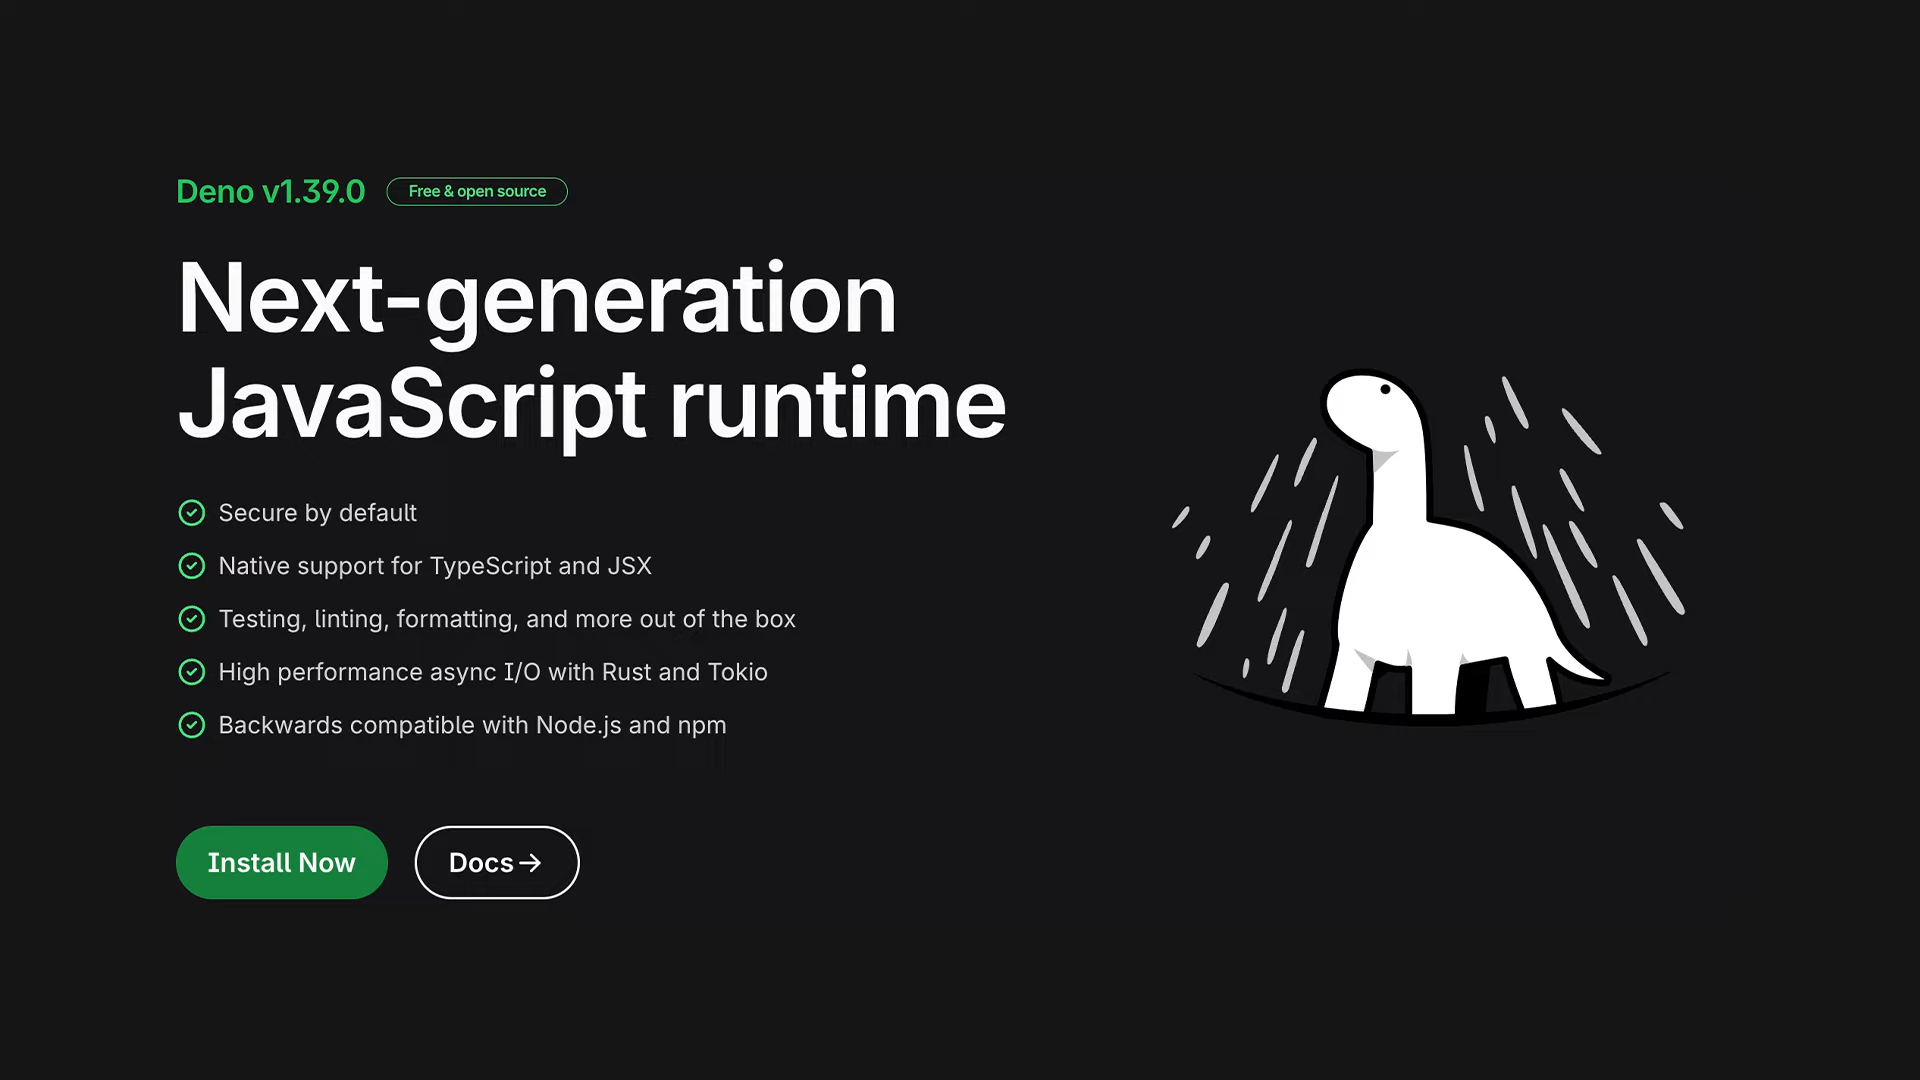 Deno v1.39.0 Free & open source
Next-generation
JavaScript runtime
Secure by default
Native support for TypeScript and JSX
Testing, linting, formatting, and more out of the box
High performance async I/O with Rust and Tokio
Backwards compatible with Node.js and npm
Install Now Docs→